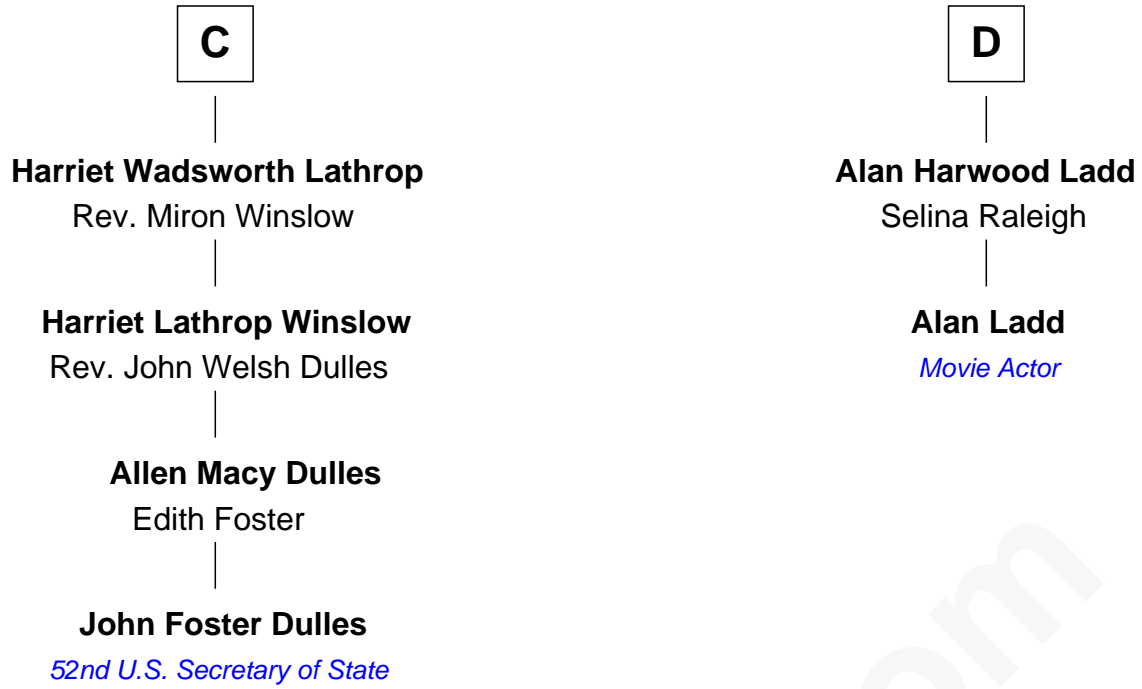 C
Harriet Wadsworth Lathrop
Rev. Miron Winslow
Harriet Lathrop Winslow
Rev. John Welsh Dulles
Allen Macy Dulles
Edith Foster
John Foster Dulles
52nd U.S. Secretary of State
D
Alan Harwood Ladd
Selina Raleigh
Alan Ladd
Movie Actor
om